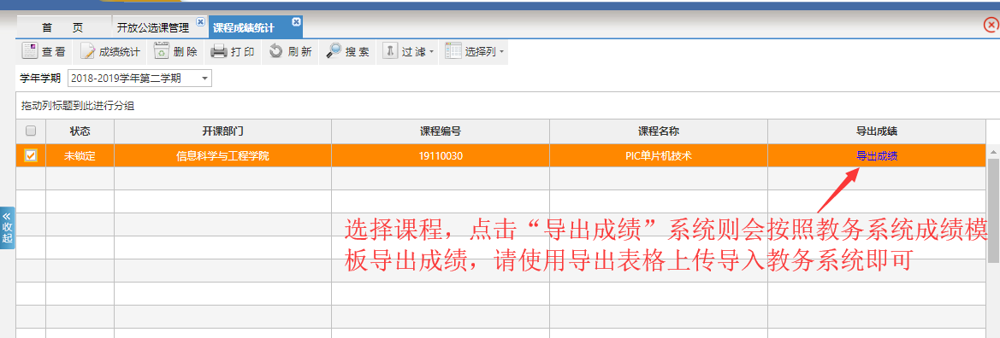 首 页 开放公选课管理 课程成绩统计
查看 成绩统计 删除 打印 刷新 搜索 过滤 选择列
学年学期 2018-2019学年第二学期
拖动列标题到此进行分组
状态 开课部门 课程编号 课程名称 导出成绩
未锁定 信息科学与工程学院 19110030 PIC单片机技术 导出成绩
收起
选择课程，点击“导出成绩”系统则会按照教务系统成绩模
板导出成绩，请使用导出表格上传导入教务系统即可